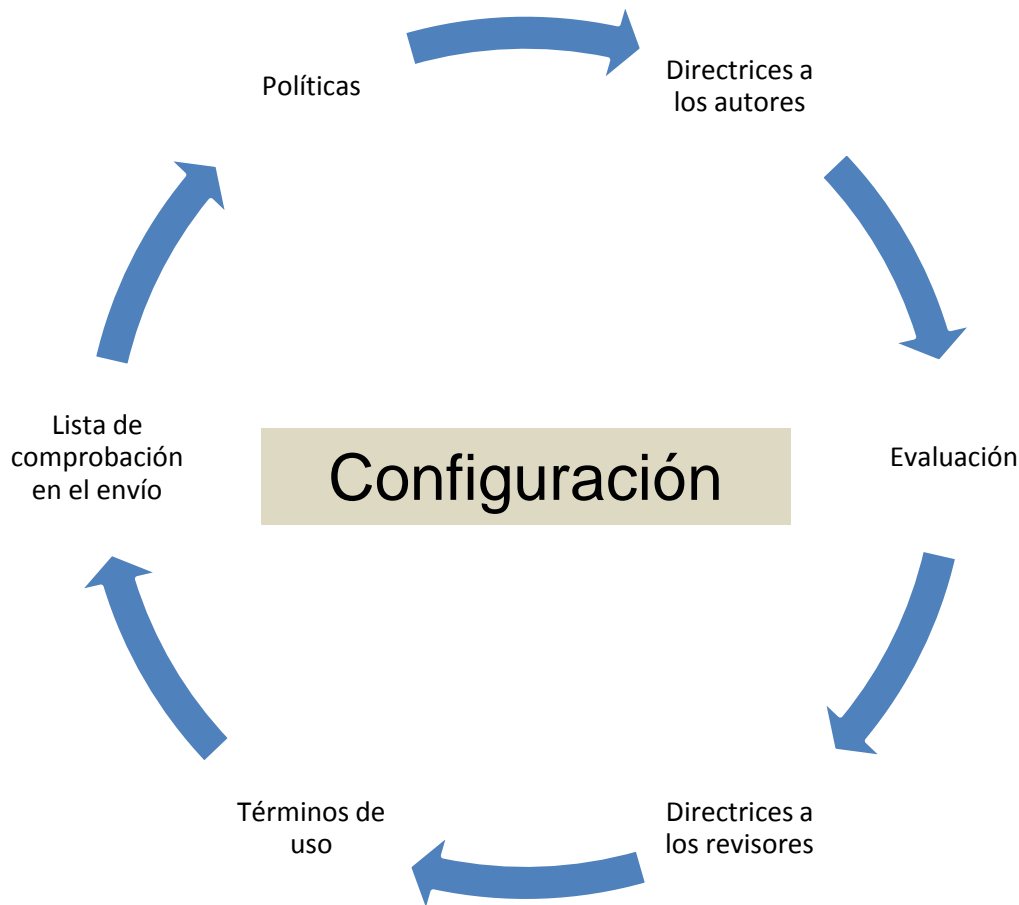 Políticas
Directrices a
los autores
Evaluación
Directrices a
los revisores
Términos de
uso
Lista de
comprobación
en el envío
Configuración